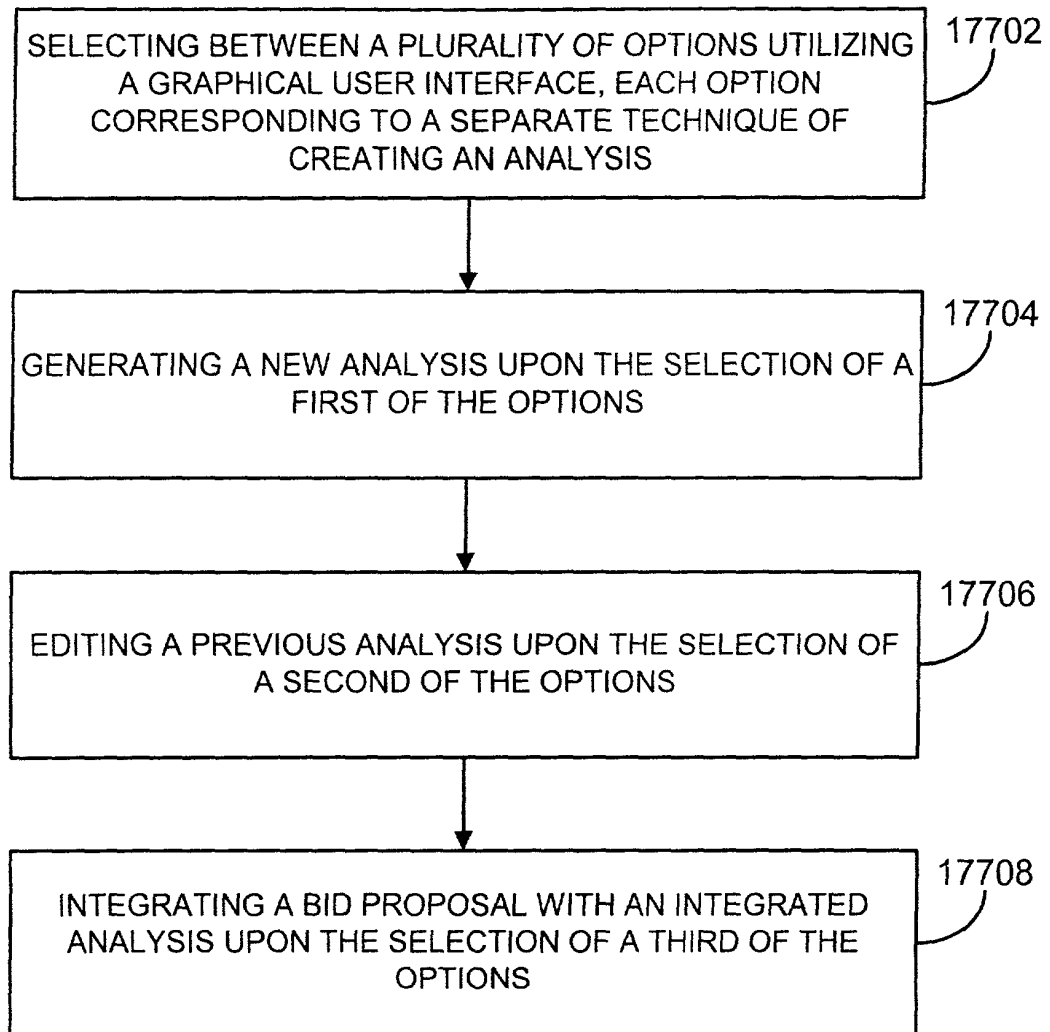 SELECTING BETWEEN A PLURALITY OF OPTIONS UTILIZING
A GRAPHICAL USER INTERFACE, EACH OPTION
CORRESPONDING TO A SEPARATE TECHNIQUE OF
CREATING AN ANALYSIS
17702
GENERATING A NEW ANALYSIS UPON THE SELECTION OF A
FIRST OF THE OPTIONS
17704
EDITING A PREVIOUS ANALYSIS UPON THE SELECTION OF
A SECOND OF THE OPTIONS
17706
INTEGRATING A BID PROPOSAL WITH AN INTEGRATED
ANALYSIS UPON THE SELECTION OF A THIRD OF THE
OPTIONS
17708